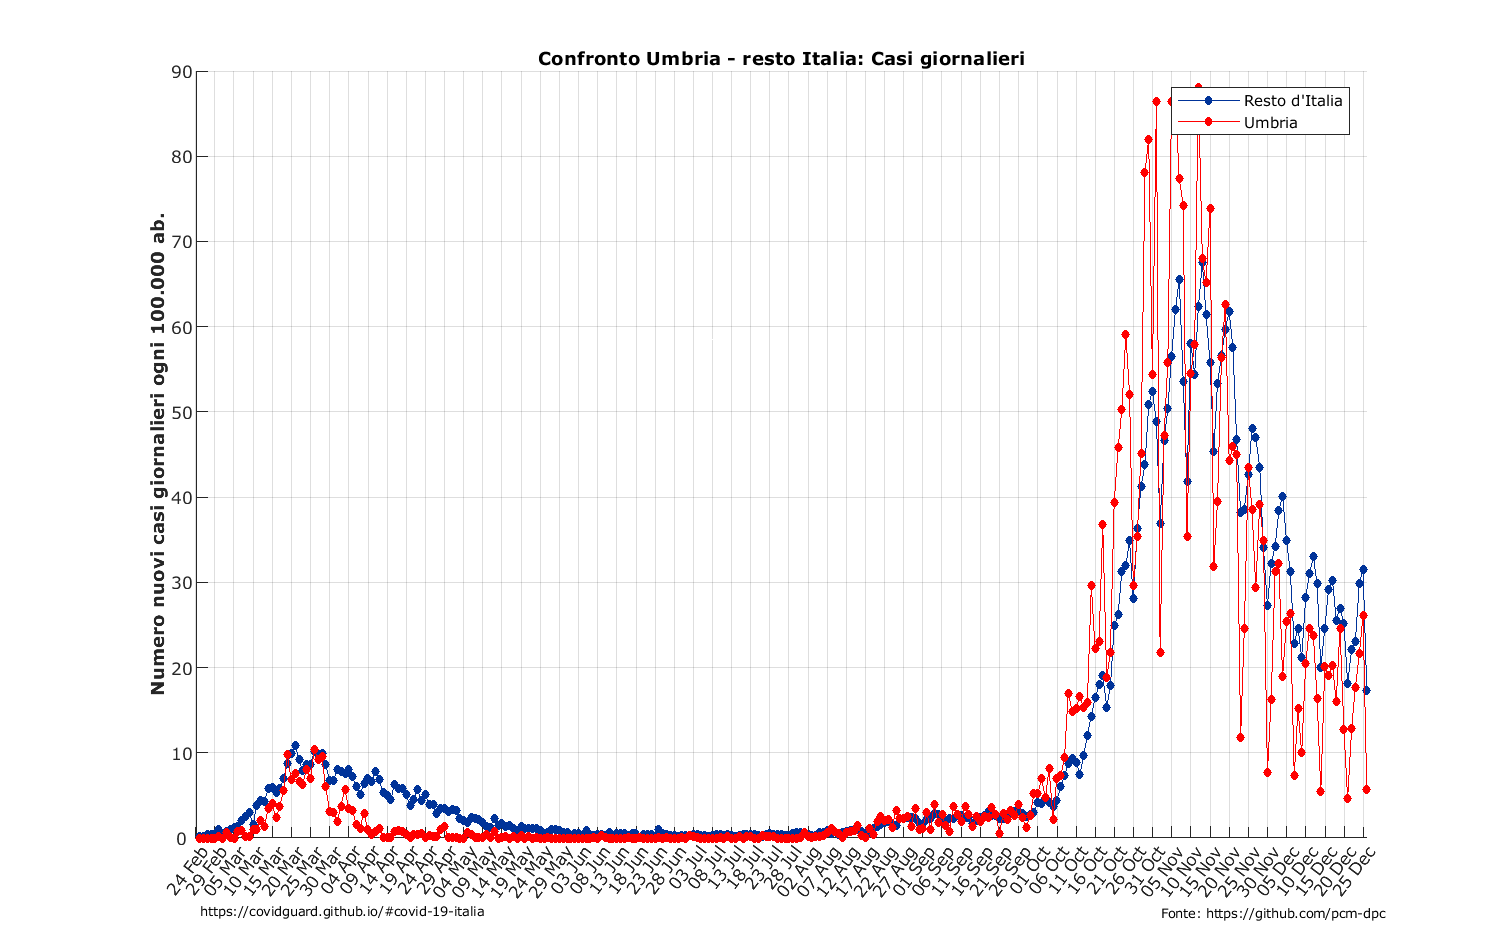 Confronto Umbria - resto Italia: Casi giornalieri
Numero nuovi casi giornalieri ogni 100.000 ab.
90
80
70
60
50
40
30
20
10
0
Resto d'Italia
Umbria
24 Feb
29 Feb
05 Mar
10 Mar
15 Mar
20 Mar
25 Mar
30 Mar
04 Apr
09 Apr
14 Apr
19 Apr
24 Apr
29 Apr
04 May
09 May
14 May
19 May
24 May
29 May
03 Jun
08 Jun
13 Jun
18 Jun
23 Jun
28 Jun
03 Jul
08 Jul
13 Jul
18 Jul
23 Jul
28 Jul
02 Aug
07 Aug
12 Aug
17 Aug
22 Aug
27 Aug
01 Sep
06 Sep
11 Sep
16 Sep
21 Sep
26 Sep
01 Oct
06 Oct
11 Oct
16 Oct
21 Oct
26 Oct
31 Oct
05 Nov
10 Nov
15 Nov
20 Nov
25 Nov
30 Nov
05 Dec
10 Dec
15 Dec
20 Dec
25 Dec
https://covidguard.github.io/#covid-19-italia
Fonte: https://github.com/pcm-dpc